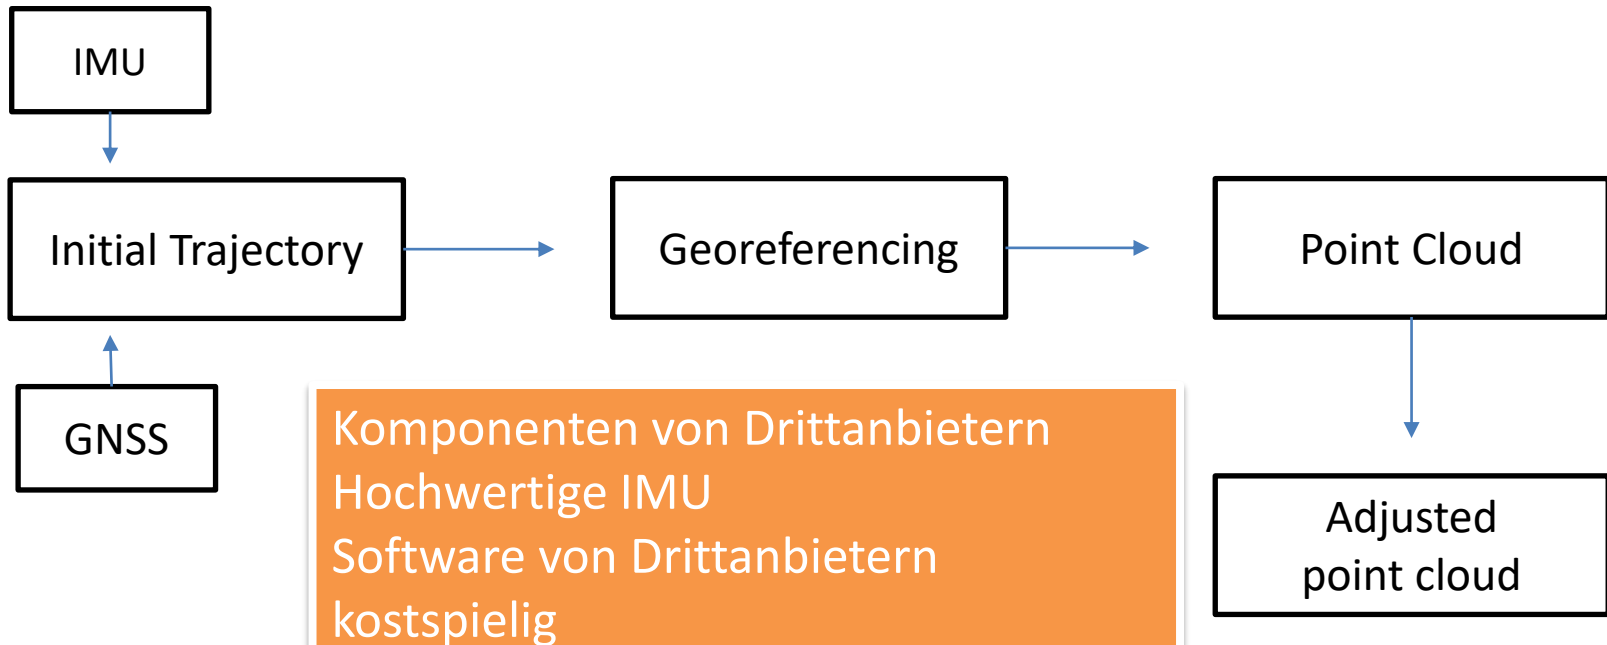 IMU
Initial Trajectory
Georeferencing
Point Cloud
GNSS
Komponenten von Drittanbietern
Hochwertige IMU
Software von Drittanbietern
kostspielig
Adjusted
point cloud